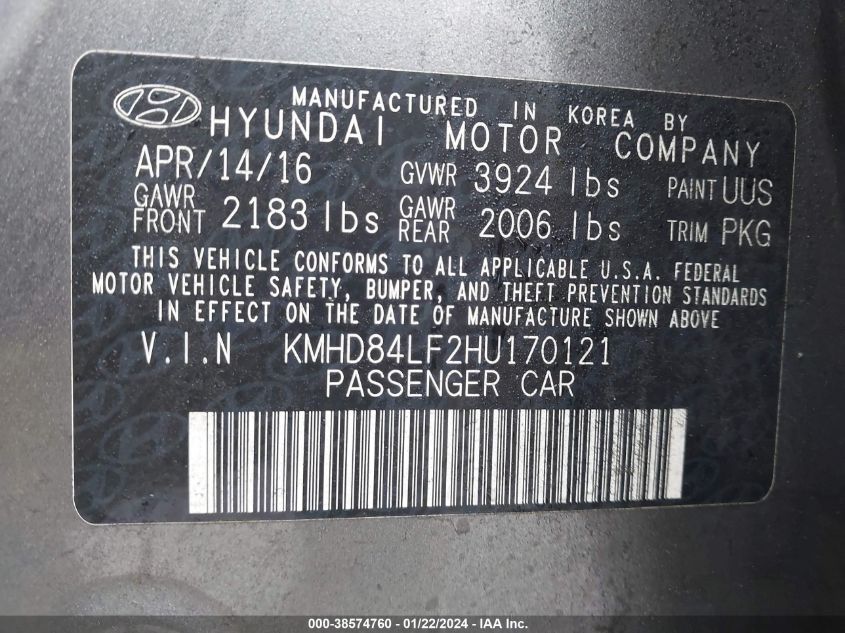 MANUFACTURED IN KOREA BY
HYUNDAI MOTOR COMPANY
APR/14/16 GVWR 3924 lbs PAINT UUS
GAWR FRONT 2183 lbs GAWR REAR 2006 lbs TRIM PKG
THIS VEHICLE CONFORMS TO ALL APPLICABLE U.S.A. FEDERAL
MOTOR VEHICLE SAFETY, BUMPER, AND THEFT PREVENTION STANDARDS
IN EFFECT ON THE DATE OF MANUFACTURE SHOWN ABOVE
V.I.N KMHD84LF2HU170121
PASSENGER CAR
000-38574760 - 01/22/2024 - IAA Inc.